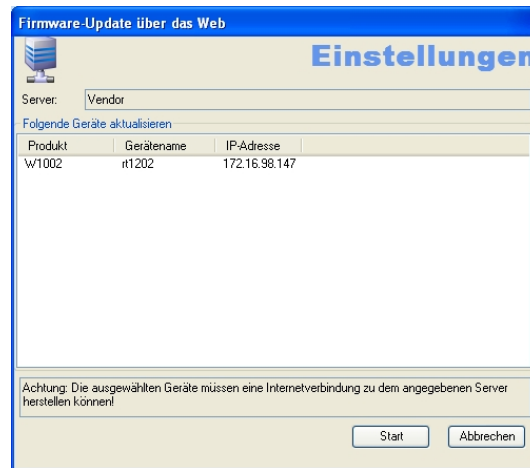 Firmware-Update über das Web
Einstellungen
Server: Vendor
Folgende Geräte aktualisieren
Produkt Gerätename IP-Adresse
W1002 rt1202 172.16.98.147
Achtung: Die ausgewählten Geräte müssen eine Internetverbindung zu dem angegebenen Server
herstellen können!
Start Abbrechen